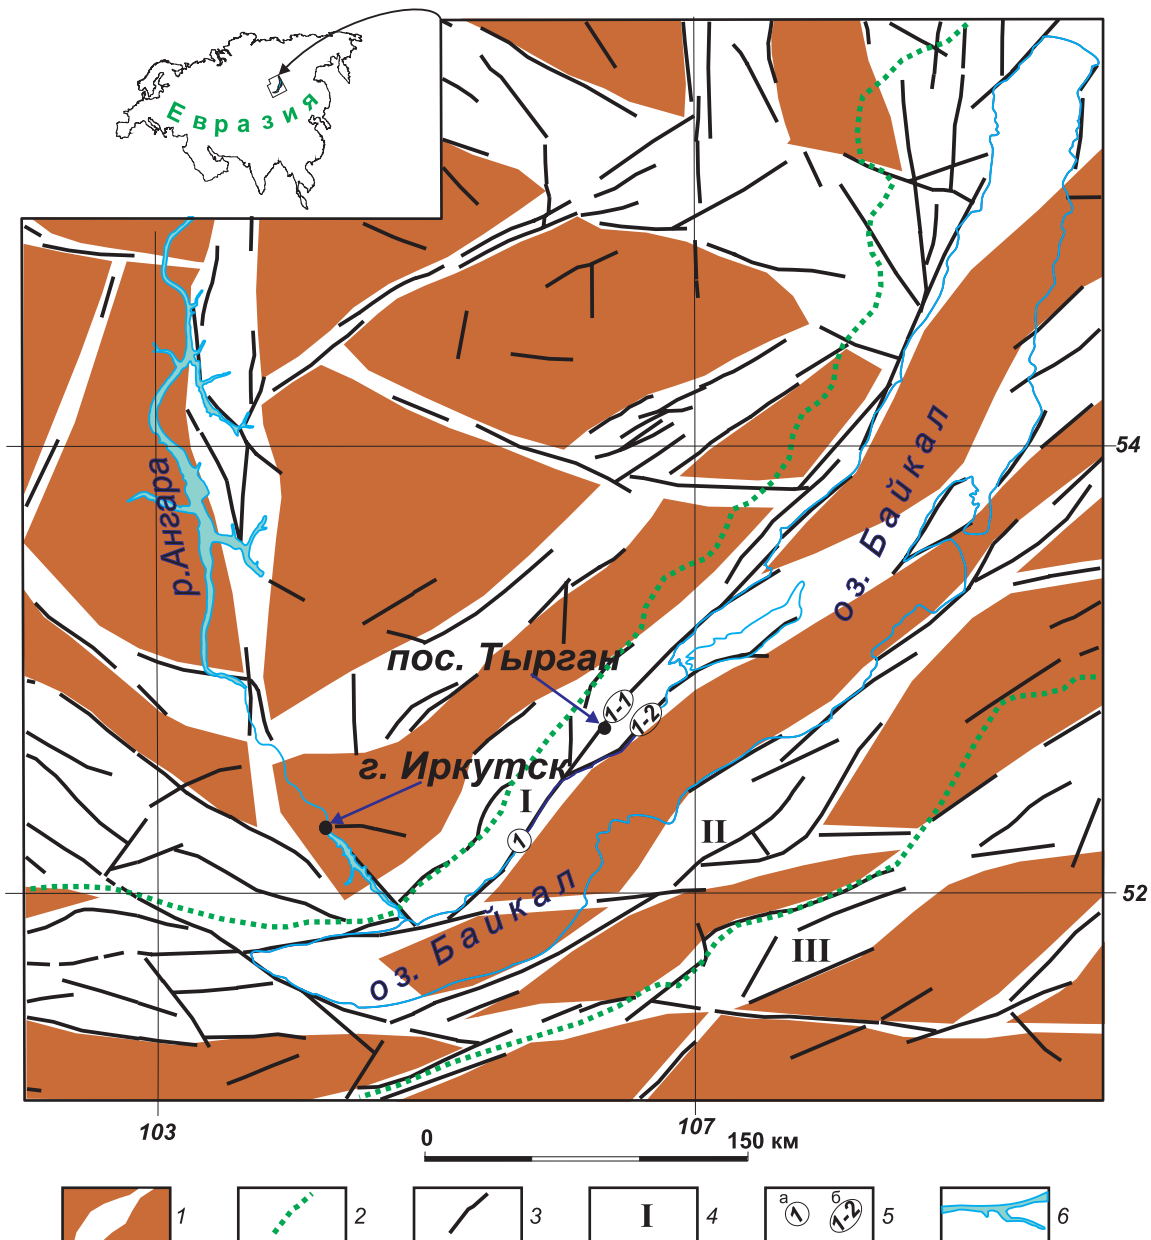 Евразия
54
р.Ангара
оз. Байкал
пос. Тырган
1-1
1-2
г. Иркутск
I
1
II
52
оз. Байкал
III
103
107
0
150 км
1
2
3
I
4
а
1
б
1-2
5
6